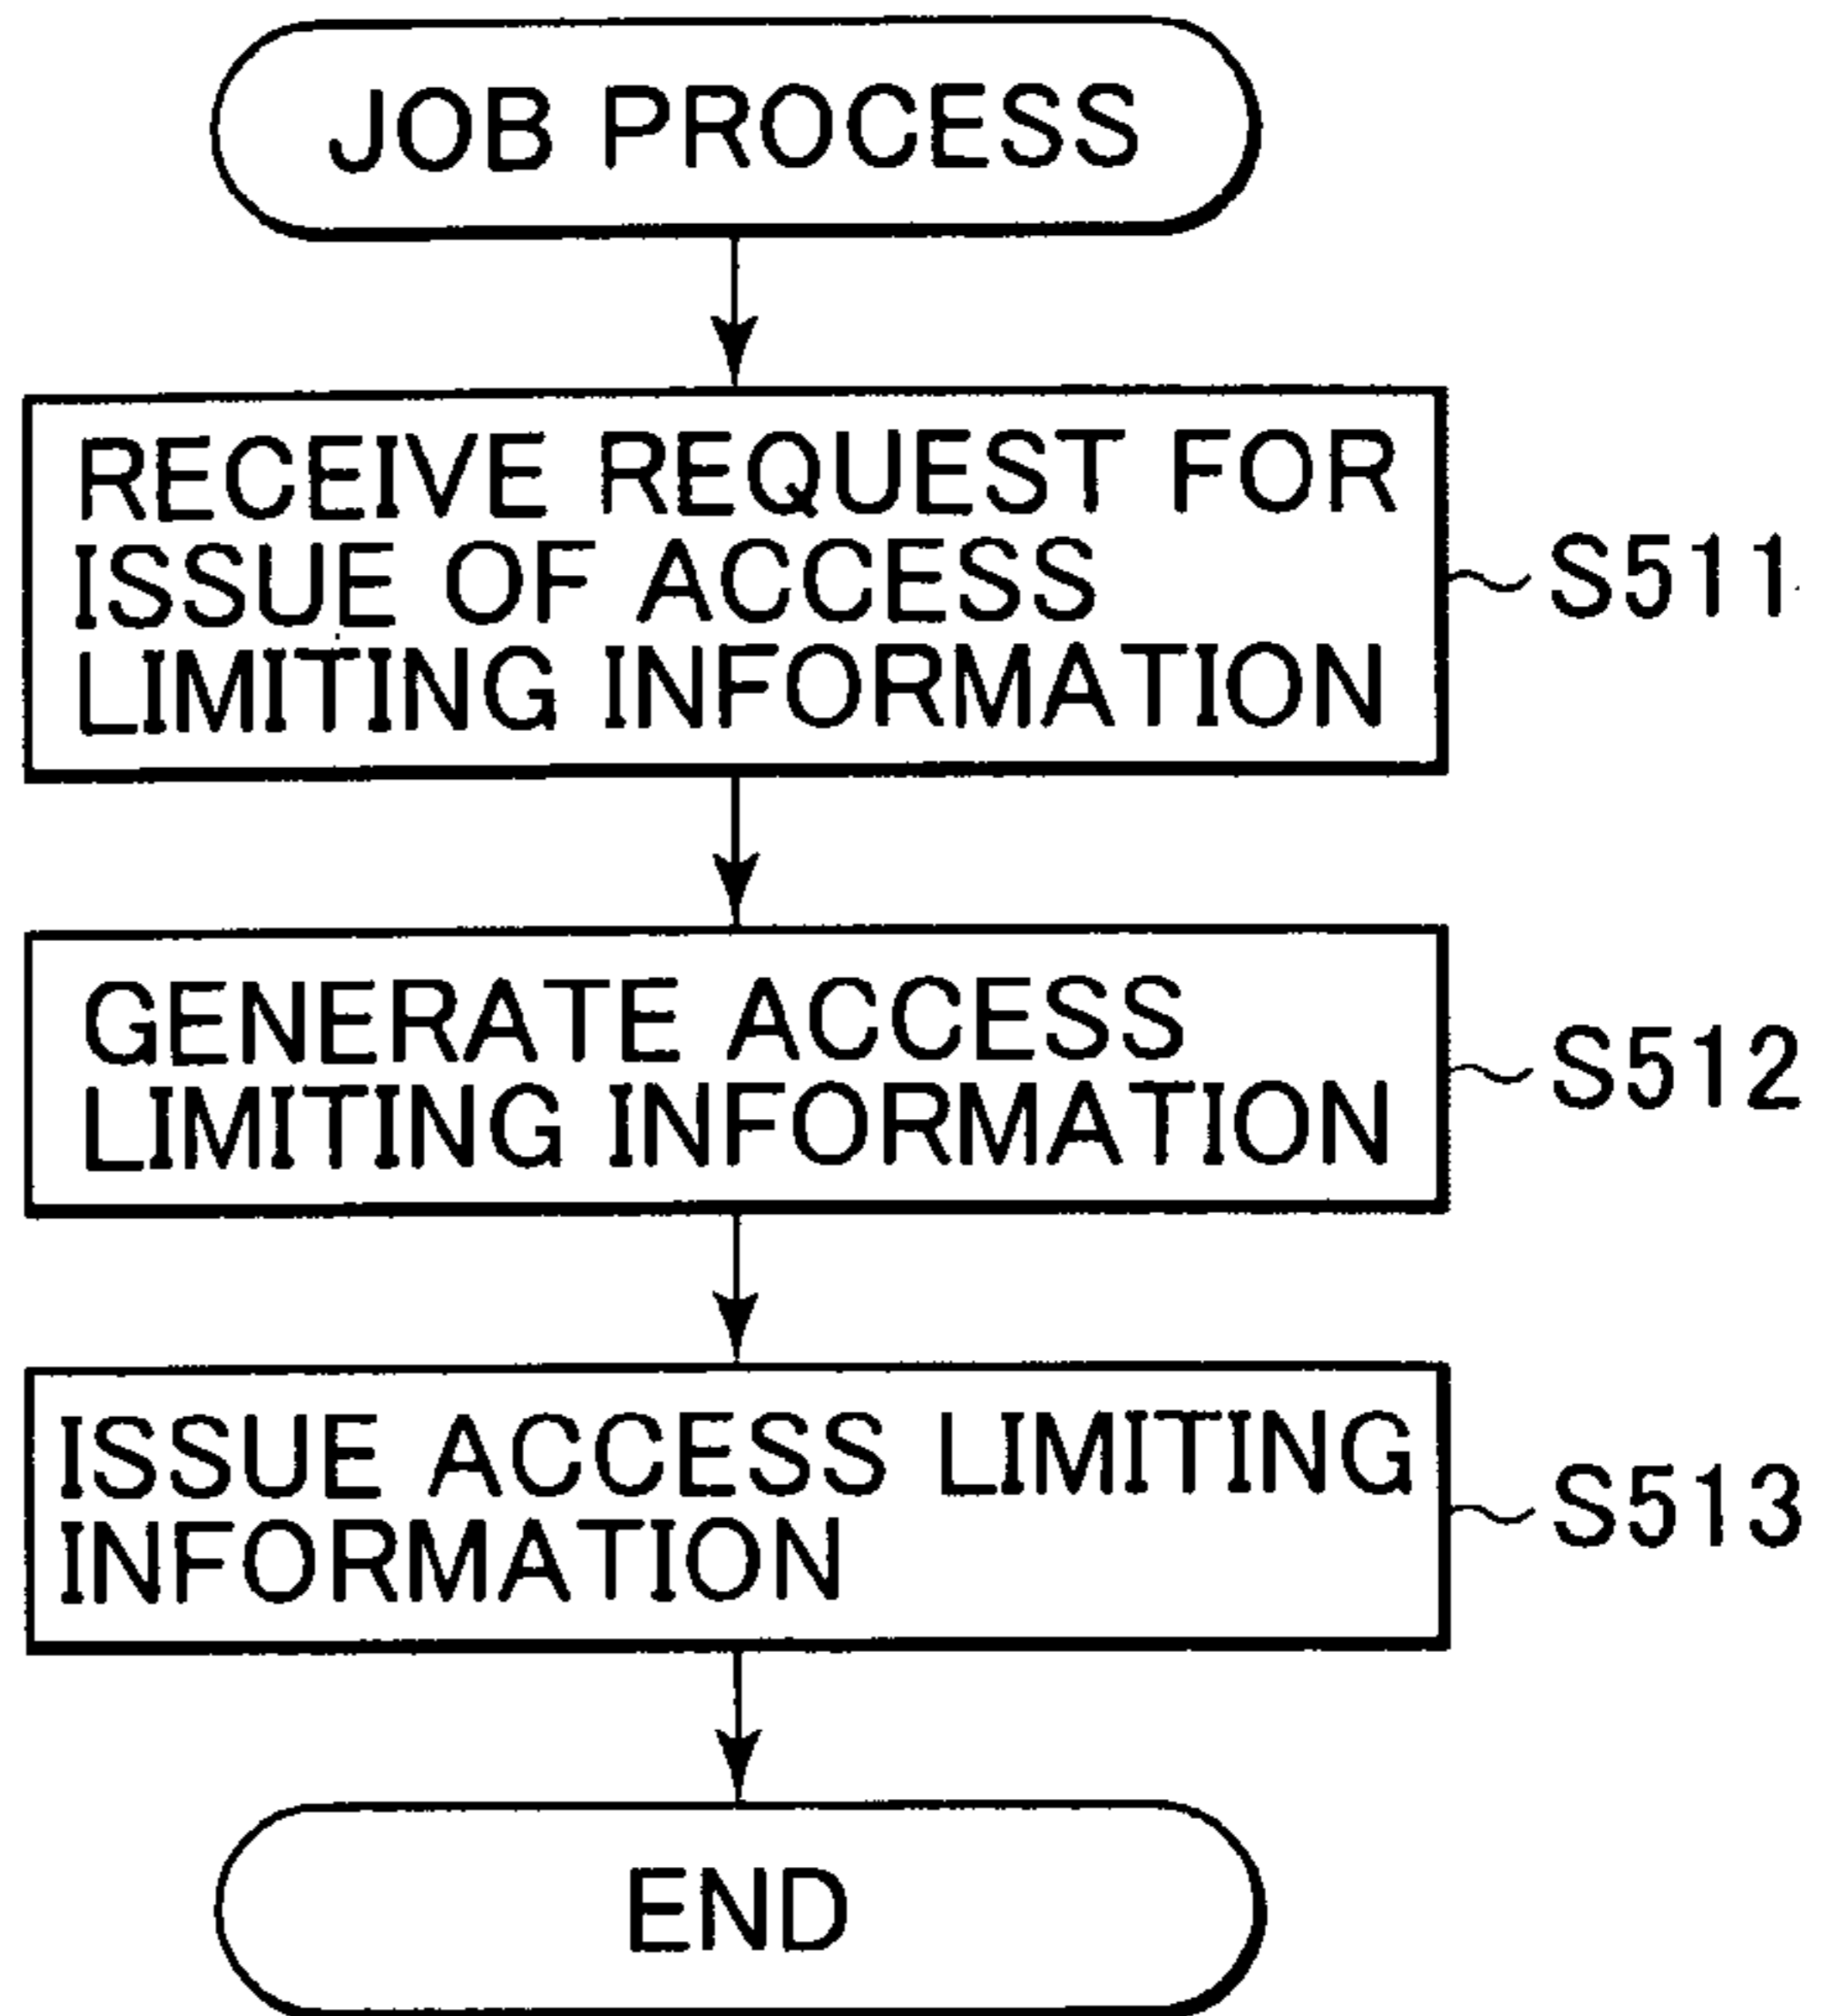 JOB PROCESS
RECEIVE REQUEST FOR
ISSUE OF ACCESS
LIMITING INFORMATION
S511
GENERATE ACCESS
LIMITING INFORMATION
S512
ISSUE ACCESS LIMITING
INFORMATION
S513
END